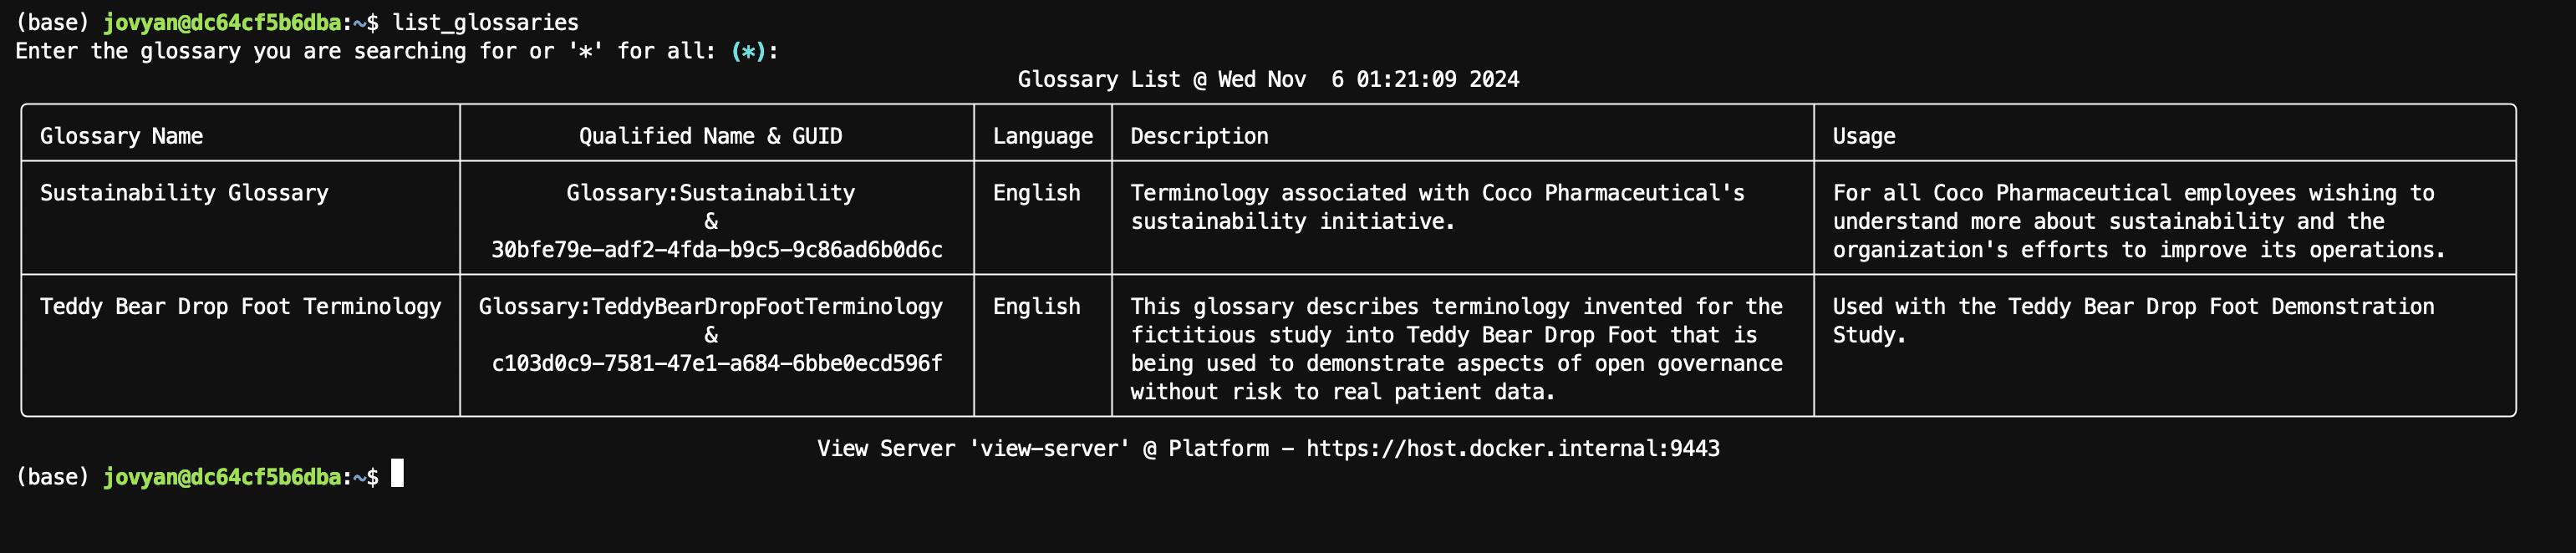 (base) jovyan@dc64cf5b6dba:~$ list_glossaries
Enter the glossary you are searching for or '*' for all: (*):
Glossary List @ Wed Nov  6 01:21:09 2024
Glossary Name Qualified Name & GUID Language Description Usage
Sustainability Glossary Glossary:Sustainability English Terminology associated with Coco Pharmaceutical's For all Coco Pharmaceutical employees wishing to
& sustainability initiative. understand more about sustainability and the
30bfe79e-adf2-4fda-b9c5-9c86ad6b0d6c organization's efforts to improve its operations.
Teddy Bear Drop Foot Terminology Glossary:TeddyBearDropFootTerminology English This glossary describes terminology invented for the Used with the Teddy Bear Drop Foot Demonstration
& fictitious study into Teddy Bear Drop Foot that is Study.
c103d0c9-7581-47e1-a684-6bbe0ecd596f being used to demonstrate aspects of open governance
without risk to real patient data.
View Server 'view-server' @ Platform - https://host.docker.internal:9443
(base) jovyan@dc64cf5b6dba:~$